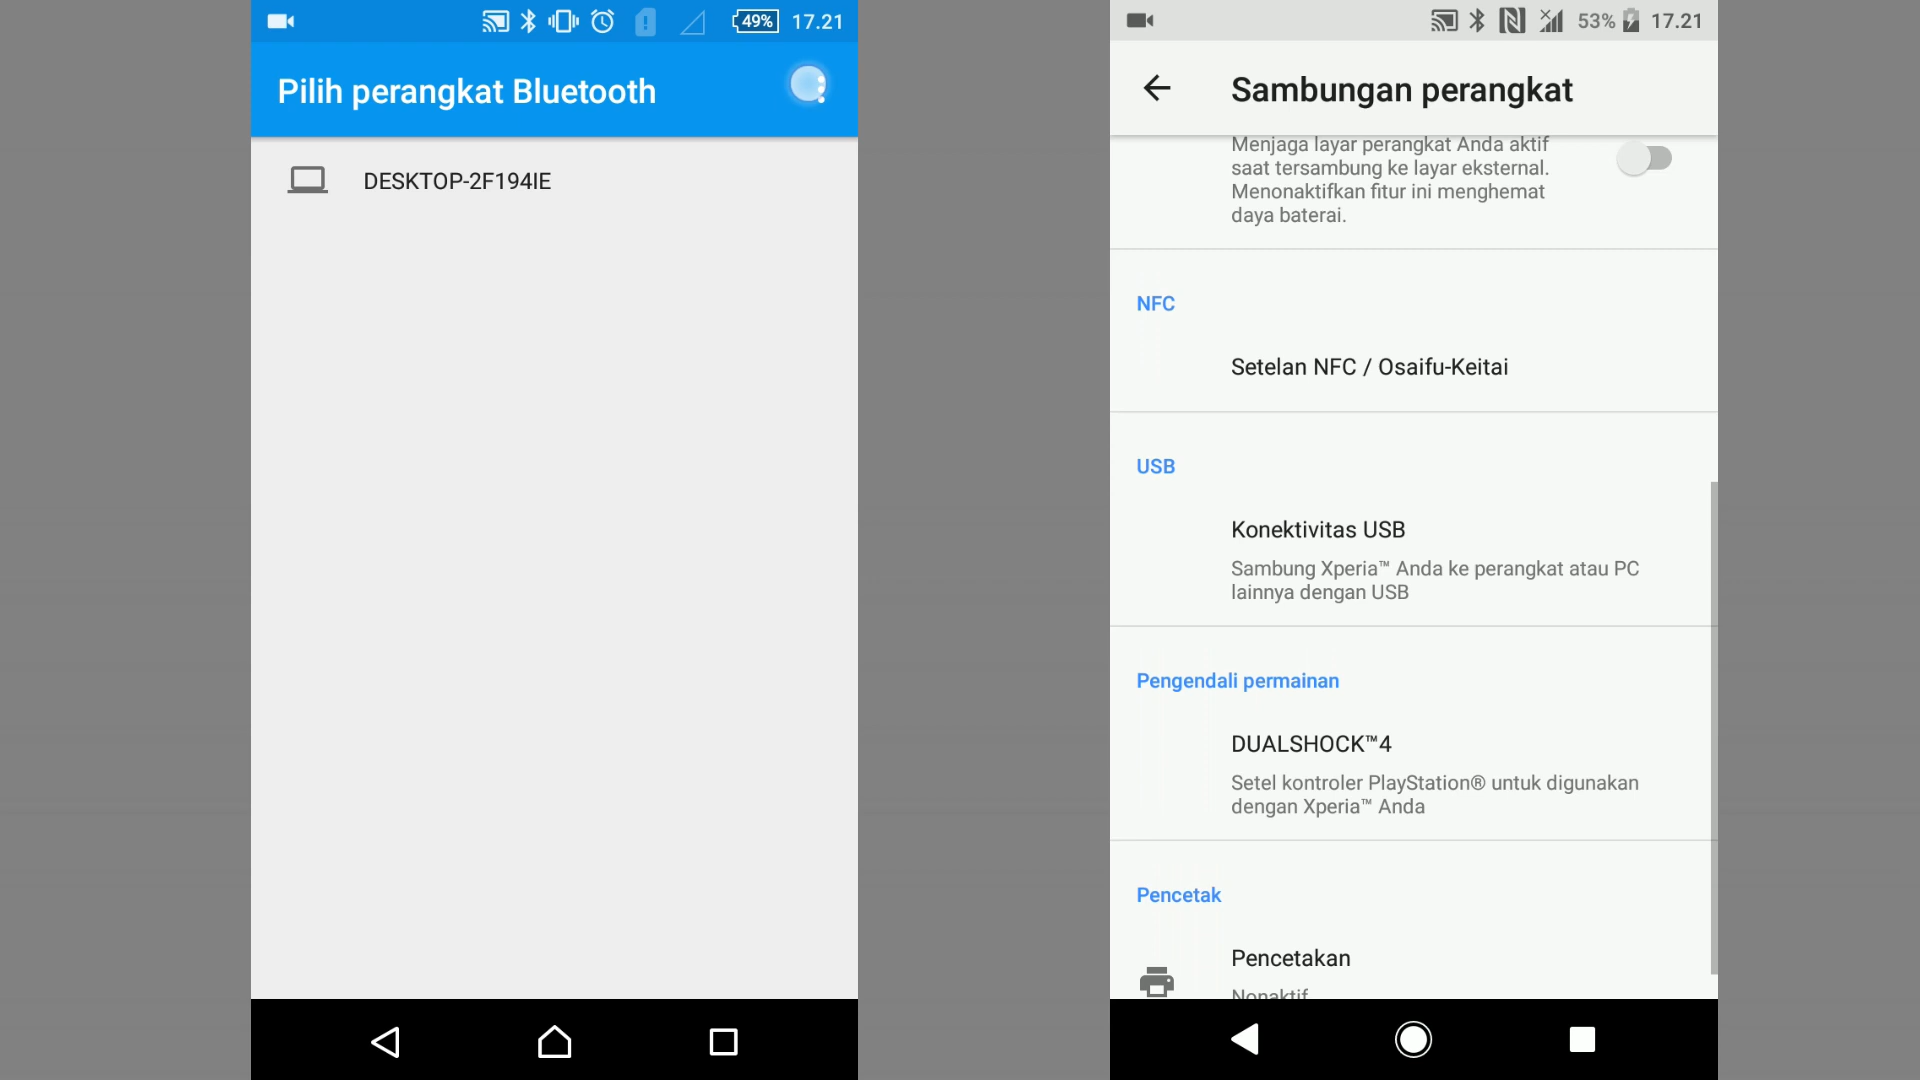 49%
17.21
Pilih perangkat Bluetooth
DESKTOP-2F194IE
53%
17.21
Sambungan perangkat
Menjaga layar perangkat Anda aktif
saat tersambung ke layar eksternal.
Menonaktifkan fitur ini menghemat
daya baterai.
NFC
Setelan NFC / Osaifu-Keitai
USB
Konektivitas USB
Sambung Xperia™ Anda ke perangkat atau PC
lainnya dengan USB
Pengendali permainan
DUALSHOCK™4
Setel kontroler PlayStation® untuk digunakan
dengan Xperia™ Anda
Pencetak
Pencetakan
Nonaktif